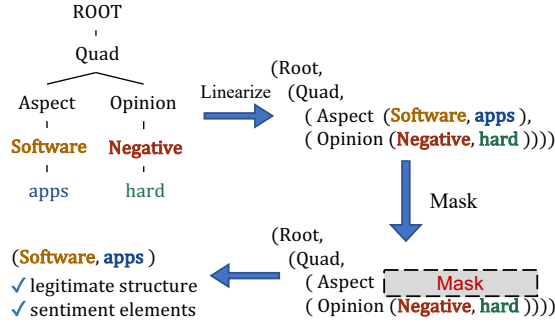 ROOT
Quad
Aspect Opinion
Software Negative
apps hard
Linearize
(Root,
(Quad,
( Aspect (Software, apps ),
( Opinion (Negative, hard ))))
Mask
(Root,
(Quad,
( Aspect Mask
( Opinion (Negative, hard ))))
(Software, apps )
✓ legitimate structure
✓ sentiment elements